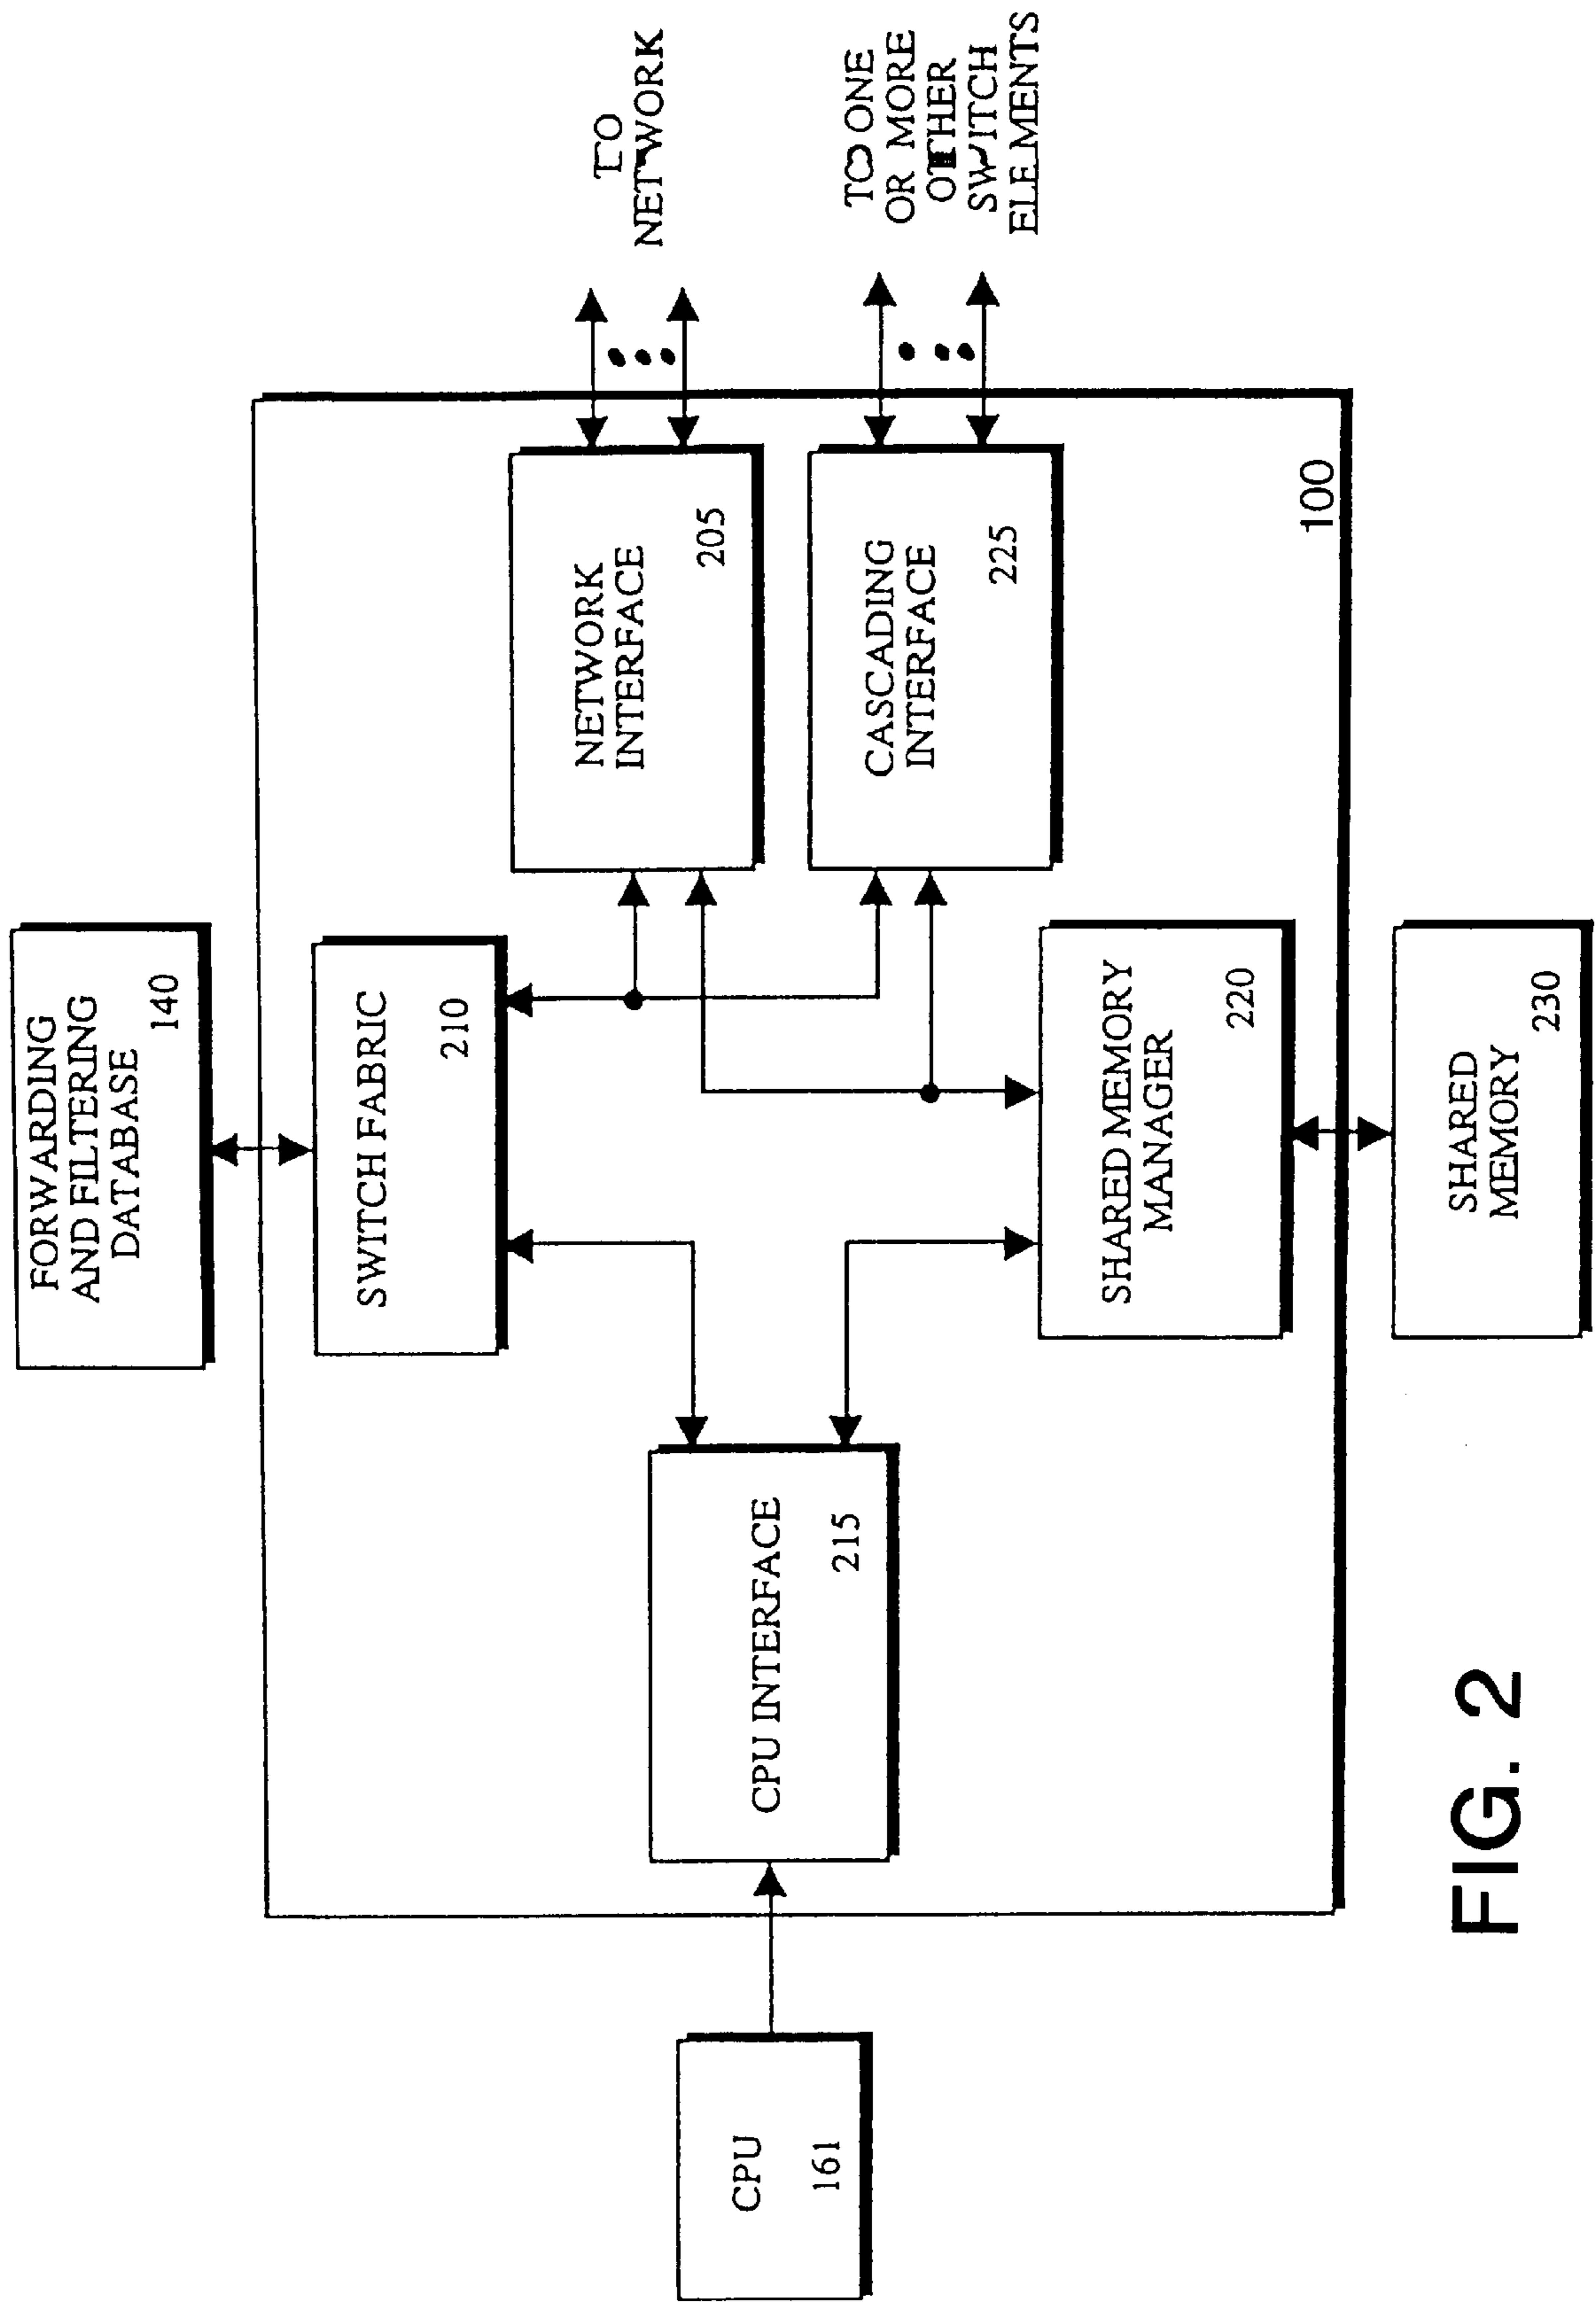 FORWARDING
AND FILTERING
DATABASE
140
SWITCH FABRIC
210
TO
NETWORK
NETWORK
INTERFACE
205
CPU
161
CPU INTERFACE
215
TO ONE
OR MORE
OTHER
SWITCH
ELEMENTS
CASCADING
INTERFACE
225
SHARED MEMORY
MANAGER
220
100
SHARED
MEMORY
230
FIG. 2